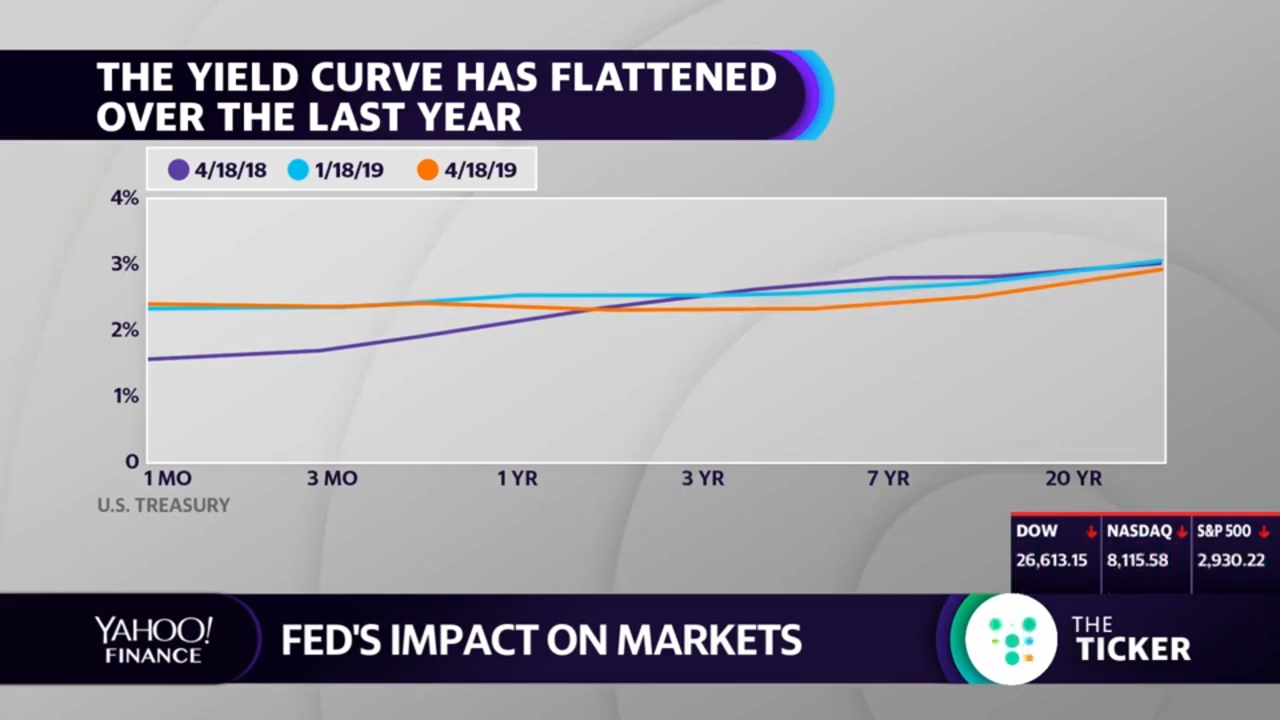 THE YIELD CURVE HAS FLATTENED
OVER THE LAST YEAR
4/18/18 1/18/19 4/18/19
4%
3%
2%
1%
0
1 MO 3 MO 1 YR 3 YR 7 YR 20 YR
U.S. TREASURY
DOW NASDAQ S&P 500
26,613.15 8,115.58 2,930.22
YAHOO!
FINANCE
FED'S IMPACT ON MARKETS
THE
TICKER